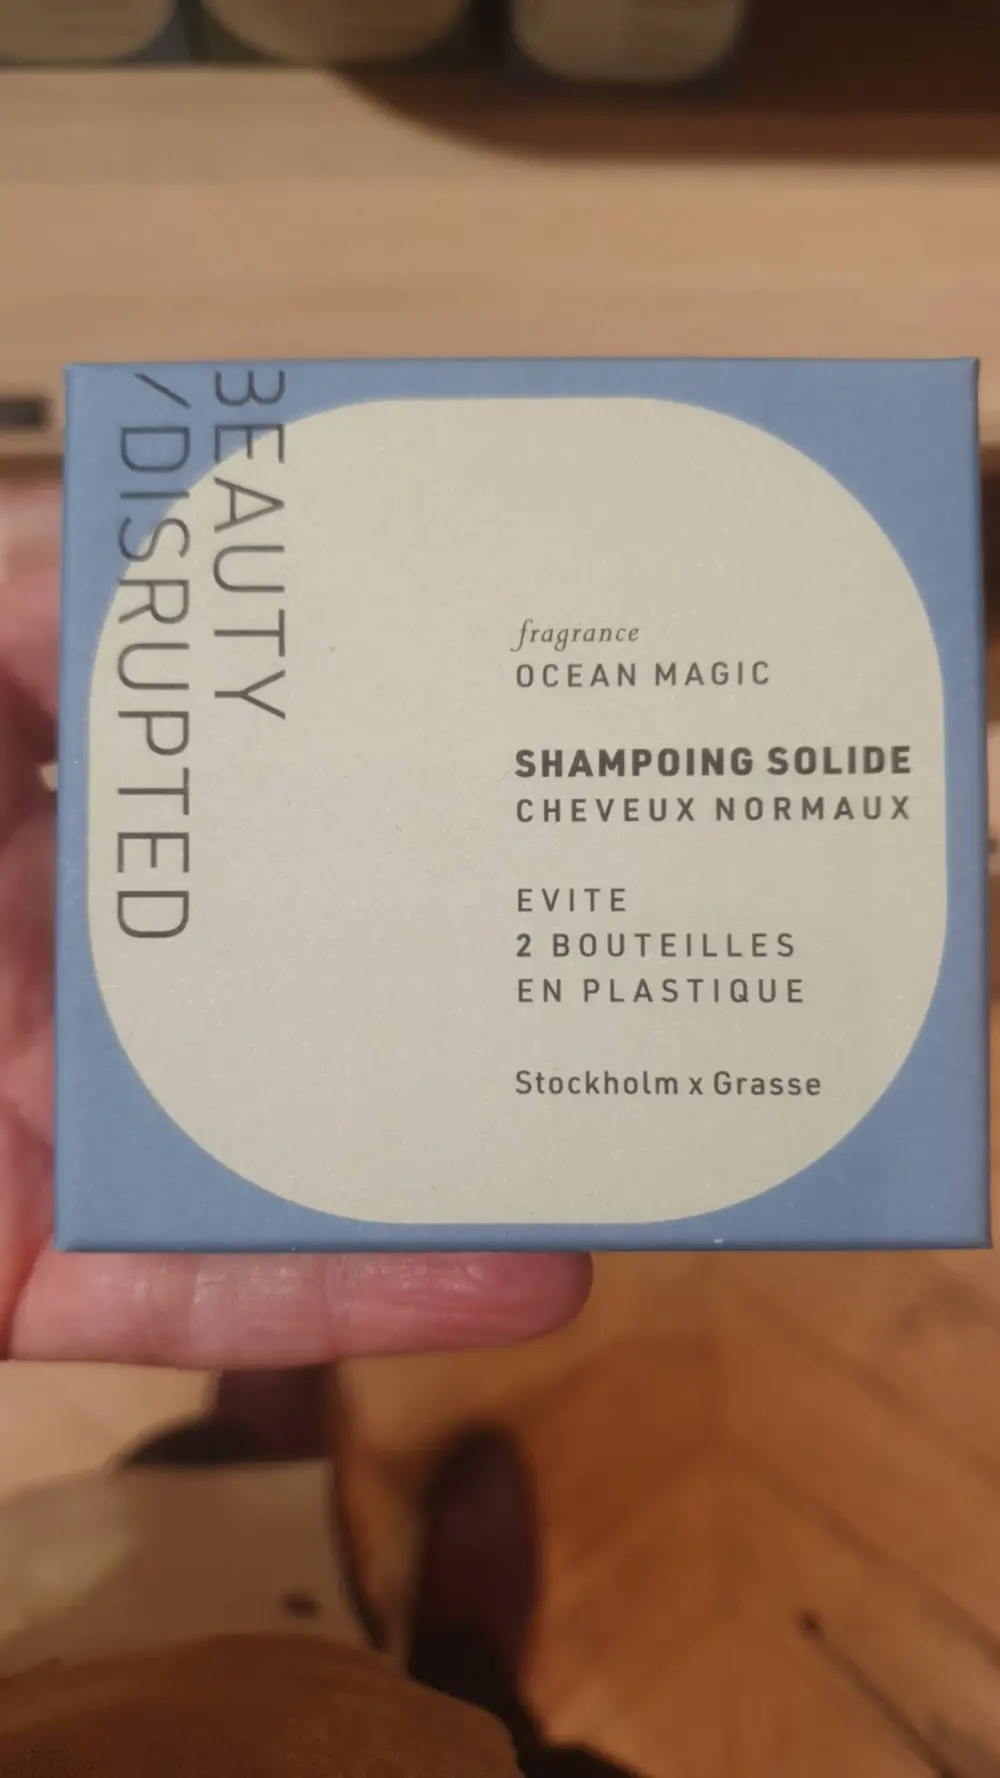 BEAUTY
/DISRUPTED
fragrance
OCEAN MAGIC
SHAMPOING SOLIDE
CHEVEUX NORMAUX
EVITE
2 BOUTEILLES
EN PLASTIQUE
Stockholm x Grasse